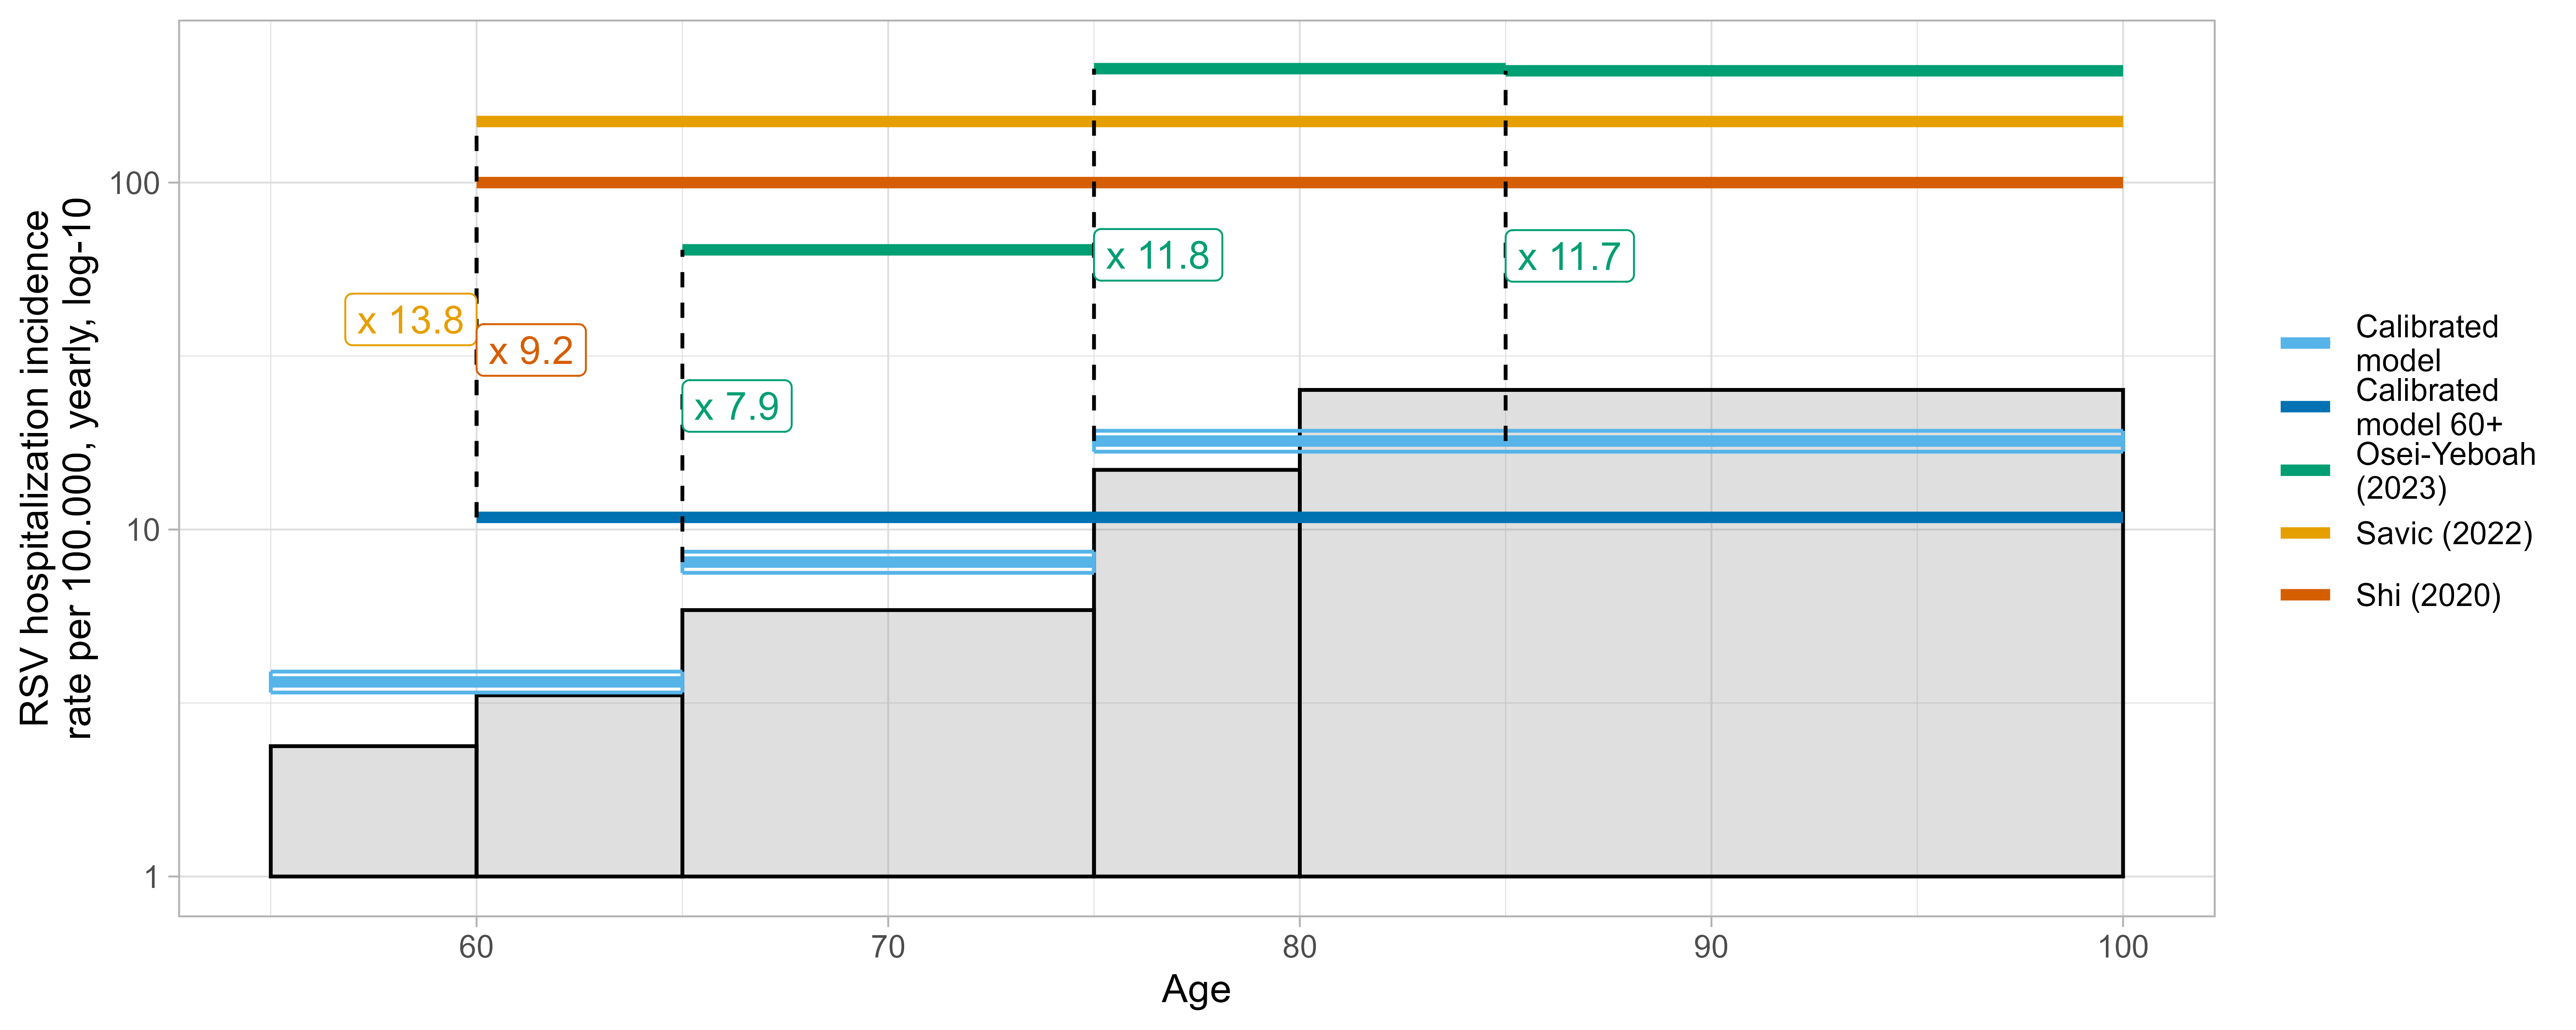 RSV hospitalization incidence
rate per 100.000, yearly, log-10
100
10
1
x 13.8
x 9.2
x 7.9
x 11.8
x 11.7
60
70
80
90
100
Age
Calibrated
model
Calibrated
model 60+
Osei-Yeboah
(2023)
Savic (2022)
Shi (2020)